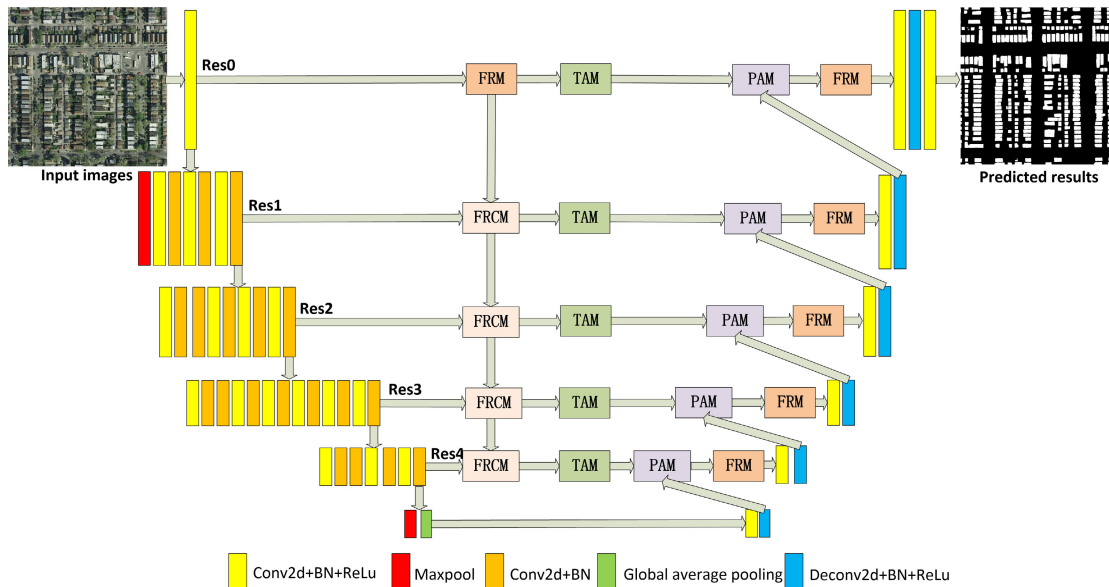 Res0
FRM
TAM
PAM
FRM
Input images
Predicted results
Res1
FRCM
TAM
PAM
FRM
Res2
FRCM
TAM
PAM
FRM
Res3
FRCM
TAM
PAM
FRM
Res4
FRCM
TAM
PAM
FRM
Conv2d+BN+ReLu
Maxpool
Conv2d+BN
Global average pooling
Deconv2d+BN+ReLu